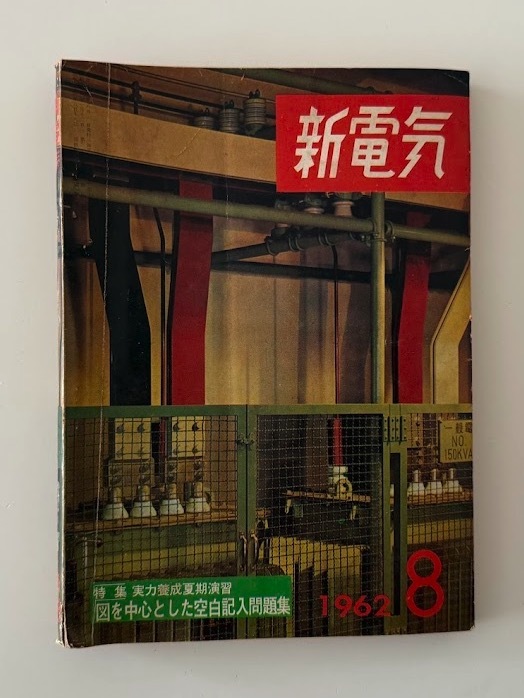 新電気
一般電
NO.
150KVA
特集 実力養成夏期演習
図を中心とした空白記入問題集
1962 8